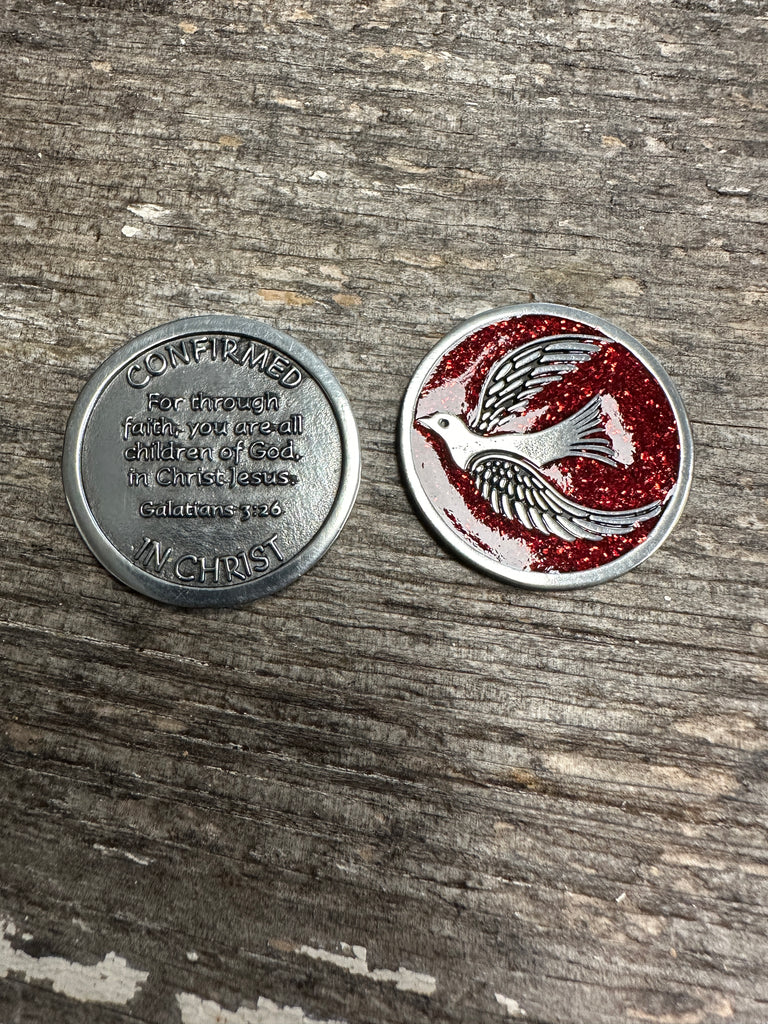 CONFIRMED
For through
faith, you are all
children of God,
in Christ Jesus.
Galatians 3:26
IN CHRIST